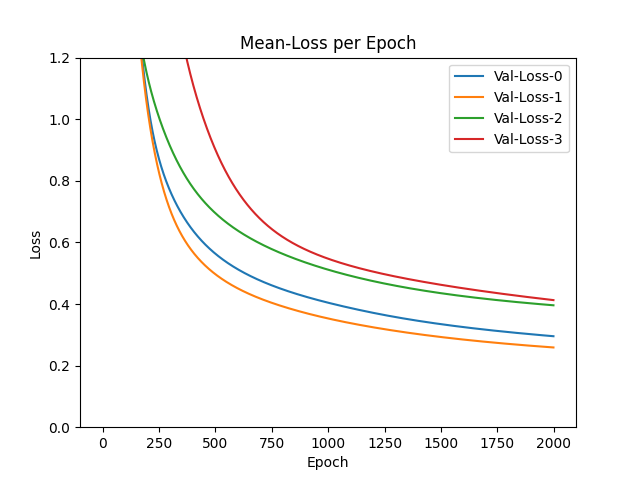 Mean-Loss per Epoch
Val-Loss-0
Val-Loss-1
Val-Loss-2
Val-Loss-3
Loss
1.2
1.0
0.8
0.6
0.4
0.2
0.0
0 250 500 750 1000 1250 1500 1750 2000
Epoch